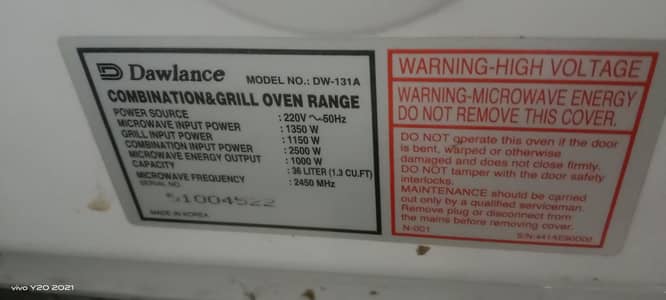 Dawlance
MODEL NO.: DW-131A
COMBINATION&GRILL OVEN RANGE
POWER SOURCE : 220V ~50Hz
MICROWAVE INPUT POWER : 1350 W
GRILL INPUT POWER : 1150 W
COMBINATION INPUT POWER : 2500 W
MICROWAVE ENERGY OUTPUT : 1000 W
CAPACITY : 36 LITER (1.3 CU.FT)
MICROWAVE FREQUENCY : 2450 MHz
SERIAL NO.
51004522
MADE IN KOREA
WARNING-HIGH VOLTAGE
WARNING-MICROWAVE ENERGY
DO NOT REMOVE THIS COVER.
DO NOT operate this oven if the door
is bent, warped or otherwise
damaged and does not close firmly.
DO NOT tamper with the door safety
interlocks.
MAINTENANCE should be carried
out only by a qualified serviceman.
Remove plug or disconnect from
the mains before removing cover.
N-001
S/N:441AE90D00
vivo Y20 2021